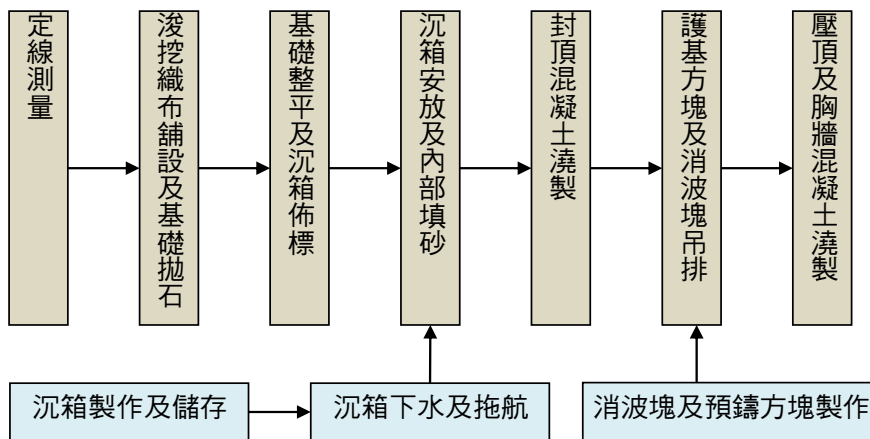 定線測量
浚挖織布舖設及基礎拋石
基礎整平及沉箱佈標
沉箱安放及內部填砂
封頂混凝土澆製
護基方塊及消波塊吊排
壓頂及胸牆混凝土澆製
沉箱製作及儲存
沉箱下水及拖航
消波塊及預鑄方塊製作